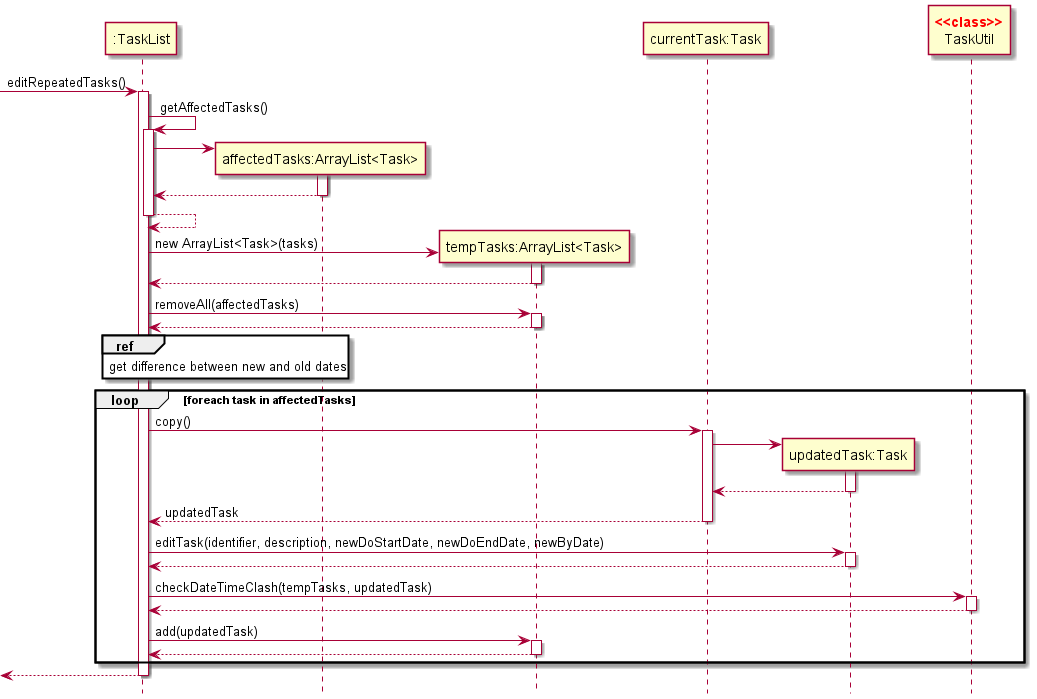 :TaskList
currentTask:Task
<<class>>
TaskUtil
editRepeatedTasks()
getAffectedTasks()
affectedTasks:ArrayList<Task>
new ArrayList<Task>(tasks)
tempTasks:ArrayList<Task>
removeAll(affectedTasks)
ref
get difference between new and old dates
loop
[foreach task in affectedTasks]
copy()
updatedTask:Task
updatedTask
editTask(identifier, description, newDoStartDate, newDoEndDate, newByDate)
checkDateTimeClash(tempTasks, updatedTask)
add(updatedTask)